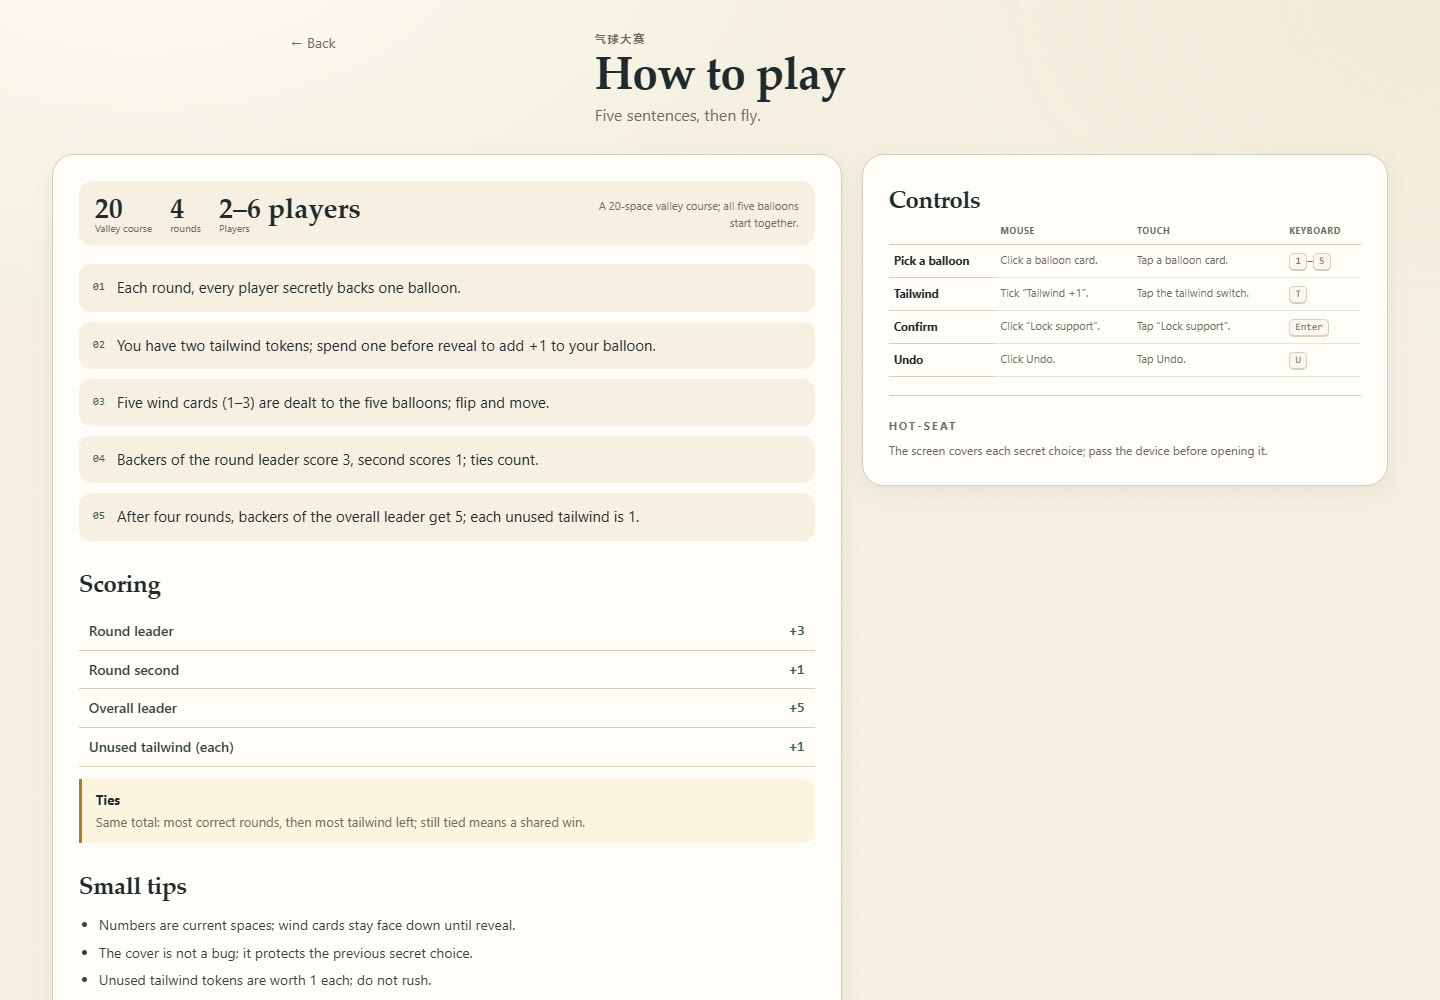 ← Back
气球大赛
How to play
Five sentences, then fly.
20
Valley course
4
rounds
2–6 players
Players
A 20-space valley course; all five balloons
start together.
01 Each round, every player secretly backs one balloon.
02 You have two tailwind tokens; spend one before reveal to add +1 to your balloon.
03 Five wind cards (1–3) are dealt to the five balloons; flip and move.
04 Backers of the round leader score 3, second scores 1; ties count.
05 After four rounds, backers of the overall leader get 5; each unused tailwind is 1.
Scoring
Round leader +3
Round second +1
Overall leader +5
Unused tailwind (each) +1
Ties
Same total: most correct rounds, then most tailwind left; still tied means a shared win.
Small tips
• Numbers are current spaces; wind cards stay face down until reveal.
• The cover is not a bug; it protects the previous secret choice.
• Unused tailwind tokens are worth 1 each; do not rush.
Controls
MOUSE TOUCH KEYBOARD
Pick a balloon Click a balloon card. Tap a balloon card. 1–5
Tailwind Tick “Tailwind +1”. Tap the tailwind switch. T
Confirm Click “Lock support”. Tap “Lock support”. Enter
Undo Click Undo. Tap Undo. U
HOT-SEAT
The screen covers each secret choice; pass the device before opening it.